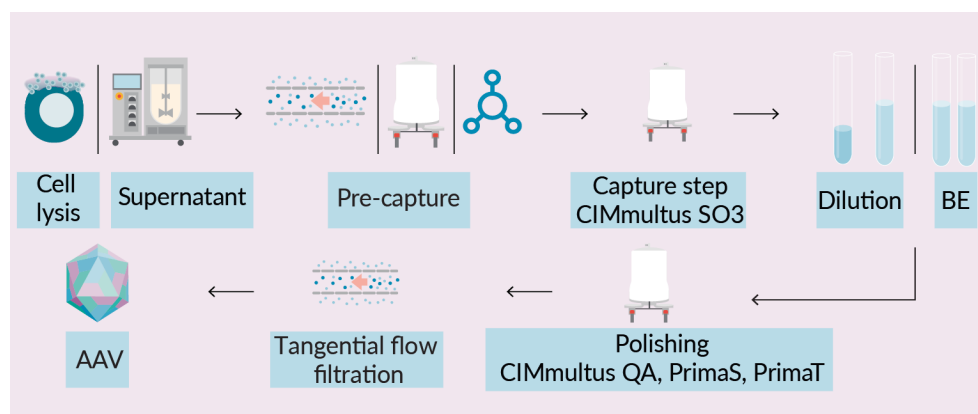 Cell
lysis
Supernatant
Pre-capture
Capture step
CIMmultus SO3
Dilution
BE
AAV
Tangential flow
filtration
Polishing
CIMmultus QA, PrimaS, PrimaT